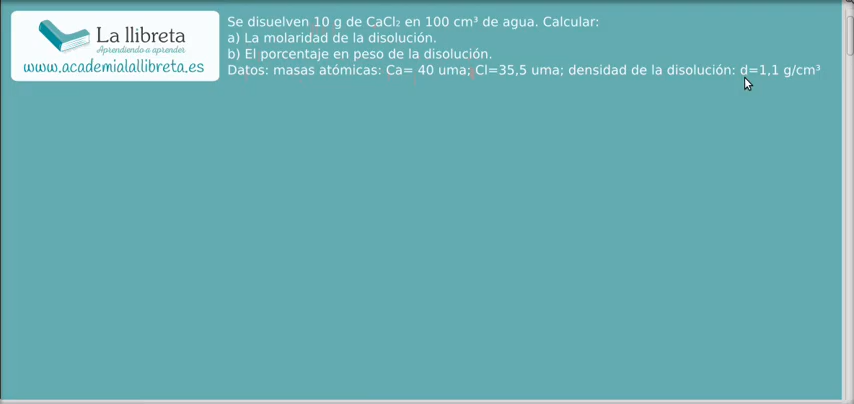 La llibreta
Aprendiendo a aprender
www.academialallibreta.es
Se disuelven 10 g de CaCl₂ en 100 cm³ de agua. Calcular:
a) La molaridad de la disolución.
b) El porcentaje en peso de la disolución.
Datos: masas atómicas: Ca= 40 uma; Cl=35,5 uma; densidad de la disolución: d=1,1 g/cm³